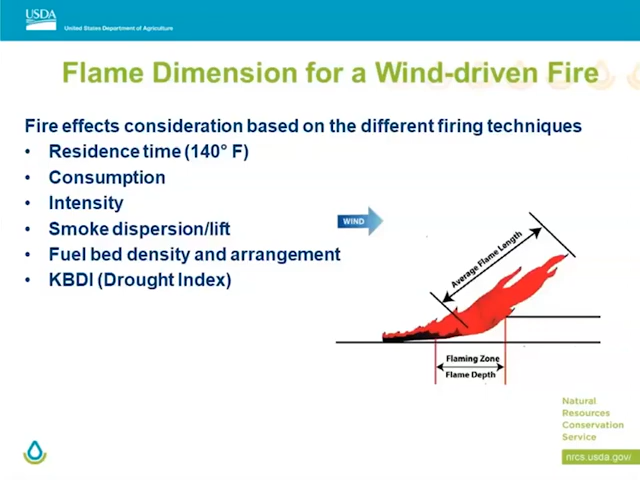 USDA
United States Department of Agriculture
Flame Dimension for a Wind-driven Fire
Fire effects consideration based on the different firing techniques
• Residence time (140° F)
• Consumption
• Intensity
• Smoke dispersion/lift
• Fuel bed density and arrangement
• KBDI (Drought Index)
WIND
Average Flame Length
Flaming Zone
Flame Depth
Natural
Resources
Conservation
Service
nrcs.usda.gov/